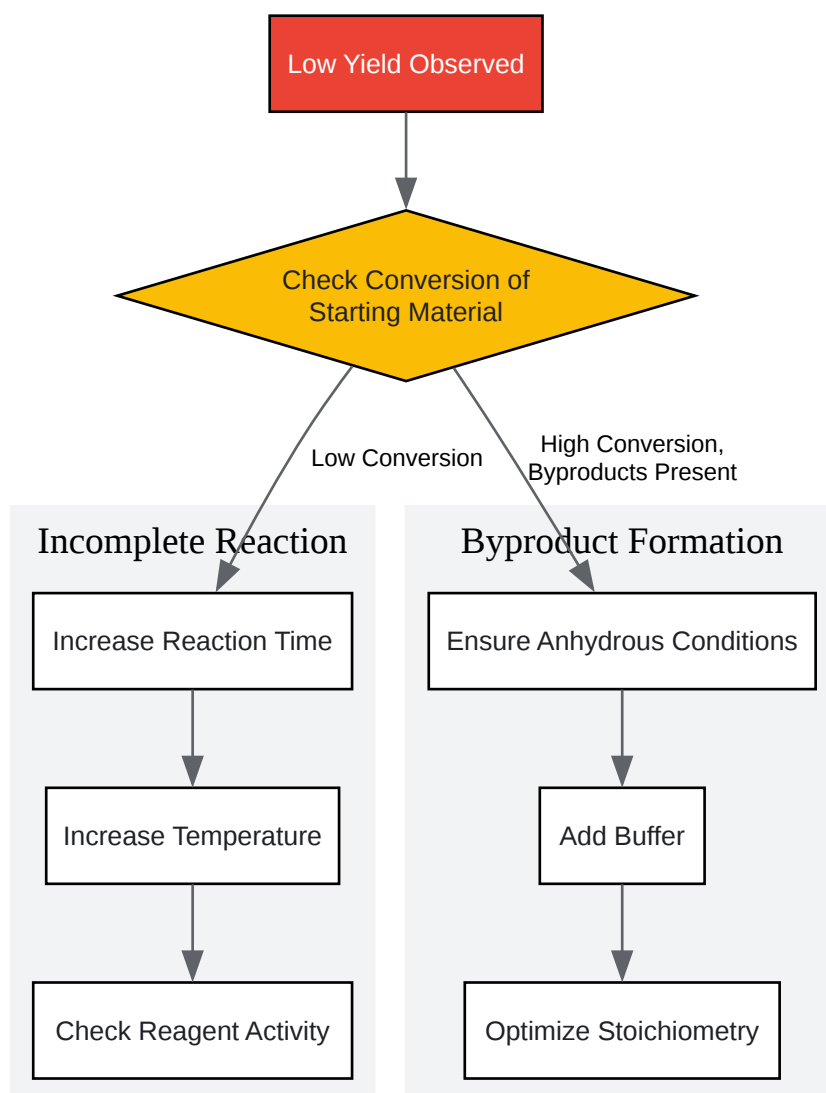 Low Yield Observed
Check Conversion of
Starting Material
Low Conversion
High Conversion,
Byproducts Present
Incomplete Reaction
Increase Reaction Time
Increase Temperature
Check Reagent Activity
Byproduct Formation
Ensure Anhydrous Conditions
Add Buffer
Optimize Stoichiometry